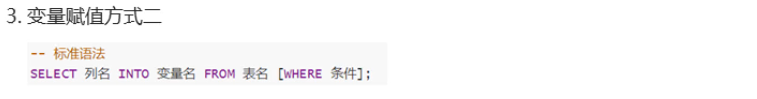 3. 变量赋值方式二
-- 标准语法
SELECT 列名 INTO 变量名 FROM 表名 [WHERE 条件];